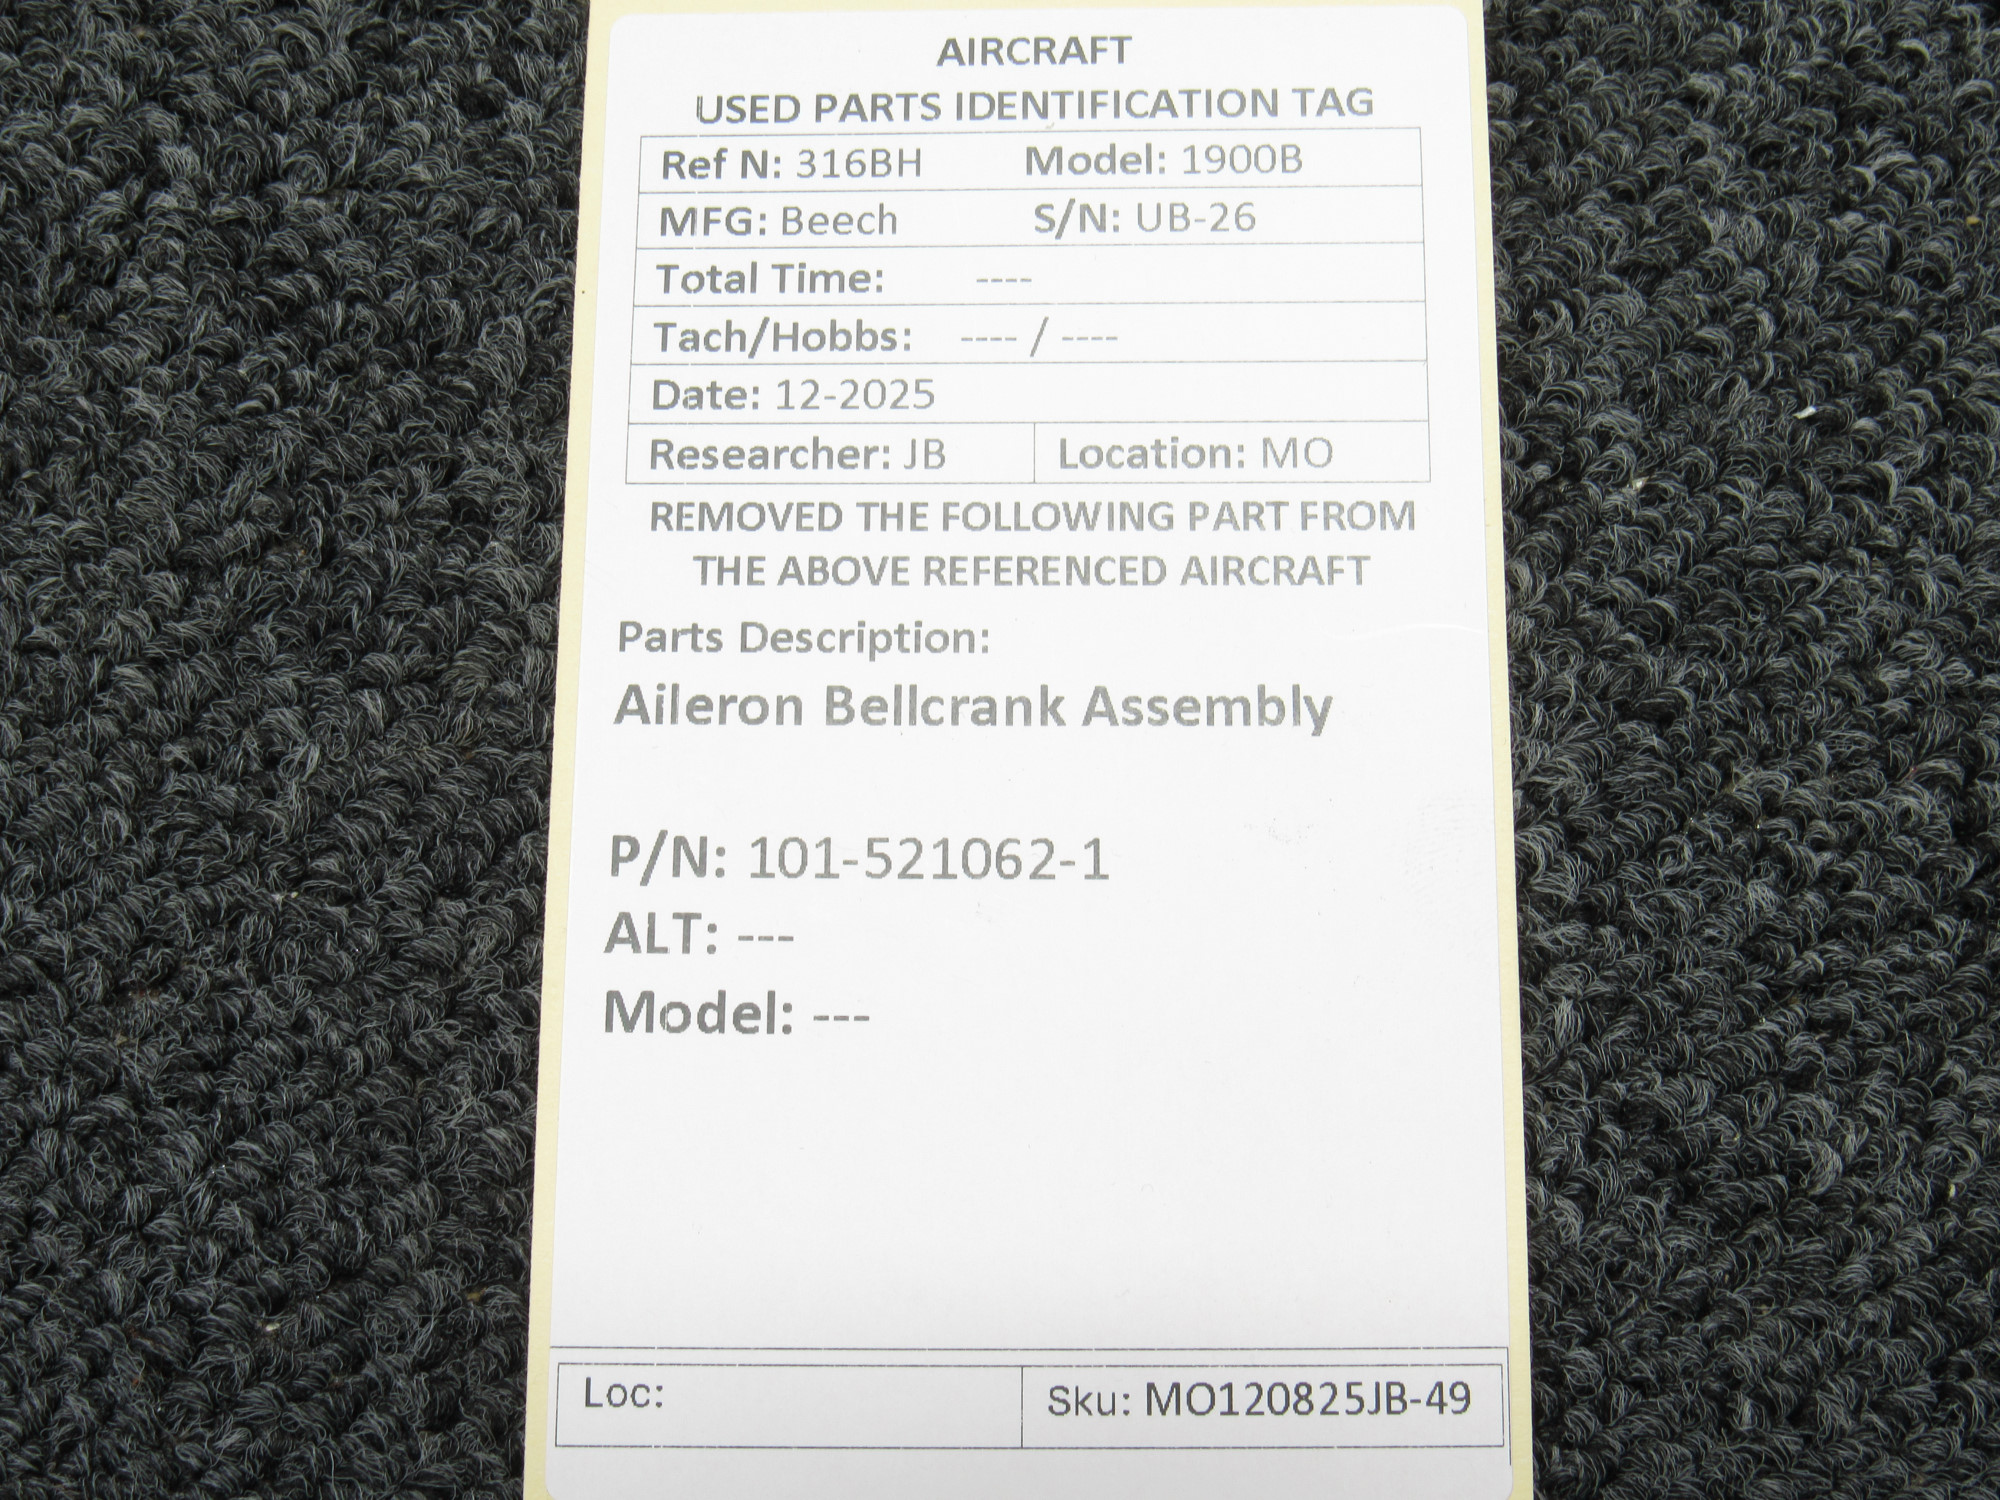 AIRCRAFT
USED PARTS IDENTIFICATION TAG
Ref N: 316BH Model: 1900B
MFG: Beech S/N: UB-26
Total Time: ----
Tach/Hobbs: ---- / ----
Date: 12-2025
Researcher: JB Location: MO
REMOVED THE FOLLOWING PART FROM
THE ABOVE REFERENCED AIRCRAFT
Parts Description:
Aileron Bellcrank Assembly
P/N: 101-521062-1
ALT: ---
Model: ---
Loc: Sku: MO120825JB-49